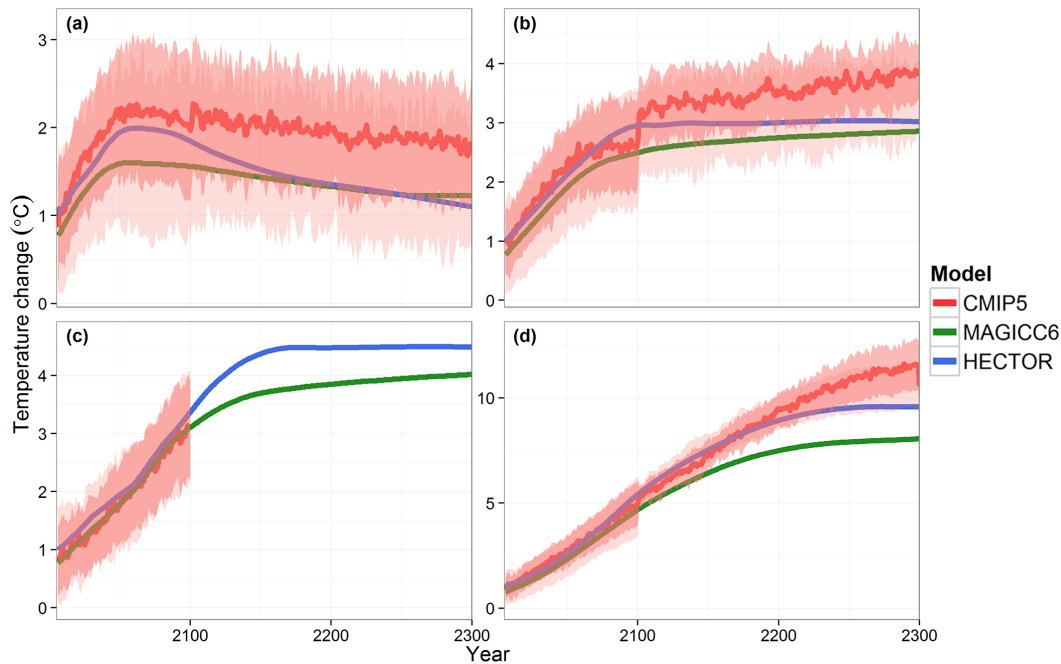 (a)
3
2
1
0
(b)
4
3
2
1
0
Temperature change (°C)
(c)
4
3
2
1
0
2100
2200
2300
(d)
10
5
0
2100
2200
2300
Year
Model
CMIP5
MAGICC6
HECTOR